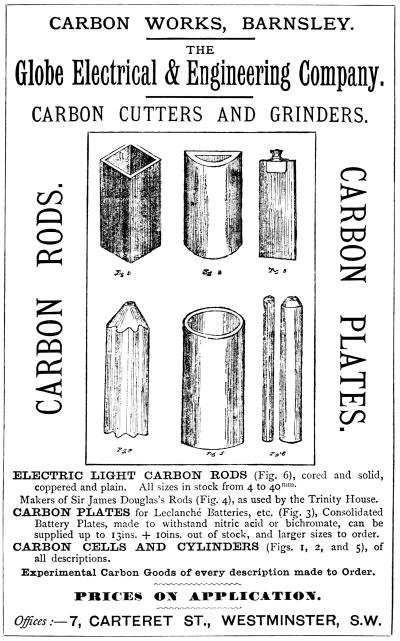 CARBON WORKS, BARNSLEY.
THE
Globe Electrical & Engineering Company.
CARBON CUTTERS AND GRINDERS.
CARBON RODS.
CARBON PLATES.
Fig 1
Fig. 2
Fig. 3
Fig. 5
Fig. 6
ELECTRIC LIGHT CARBON RODS (Fig. 6), cored and solid,
coppered and plain. All sizes in stock from 4 to 40mm.
Makers of Sir James Douglas's Rods (Fig. 4), as used by the Trinity House.
CARBON PLATES for Leclanché Batteries, etc. (Fig. 3), Consolidated
Battery Plates, made to withstand nitric acid or bichromate, can be
supplied up to 13ins. + 10ins. out of stock, and larger sizes to order.
CARBON CELLS AND CYLINDERS (Figs. 1, 2, and 5), of
all descriptions.
Experimental Carbon Goods of every description made to Order.
PRICES ON APPLICATION.
Offices:—7, CARTERET ST., WESTMINSTER, S.W.